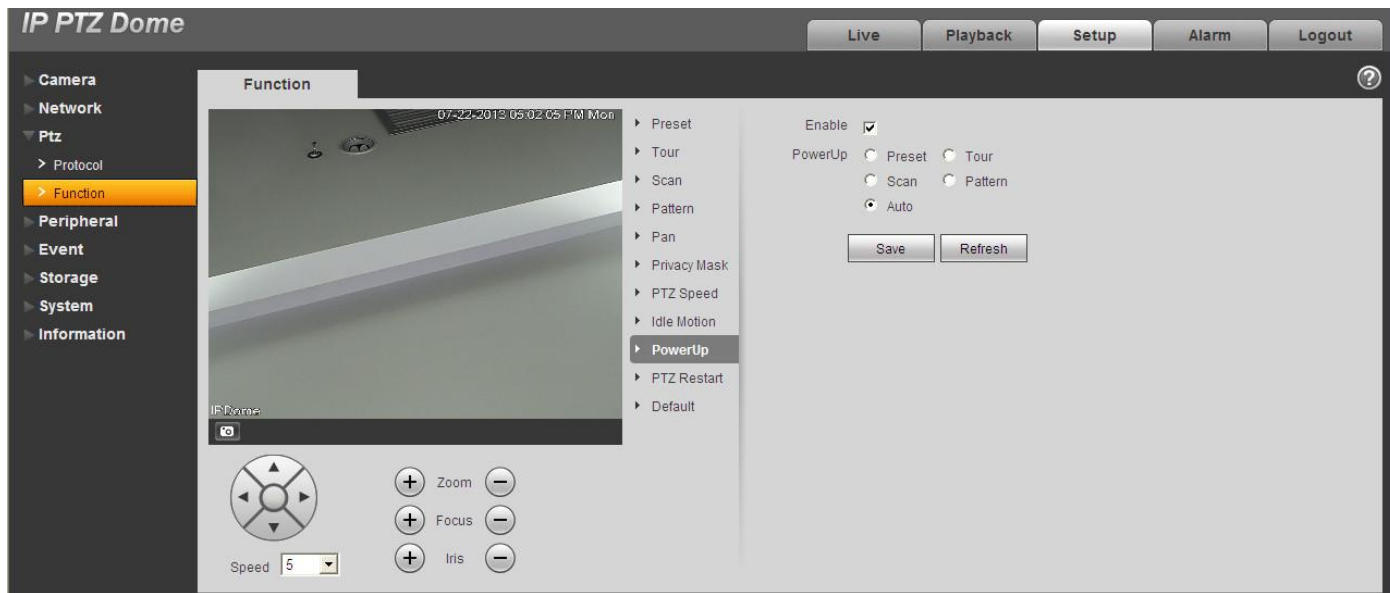 IP PTZ Dome
Live Playback Setup Alarm Logout
Camera
Network
Ptz
Protocol
Function
Peripheral
Event
Storage
System
Information
Function
?
07-22-2013 05:02:05 PM Mon
IPDome
Zoom
Focus
Iris
Speed 5
Preset
Tour
Scan
Pattern
Pan
Privacy Mask
PTZ Speed
Idle Motion
PowerUp
PTZ Restart
Default
Enable
PowerUp Preset Tour
Scan Pattern
Auto
Save Refresh